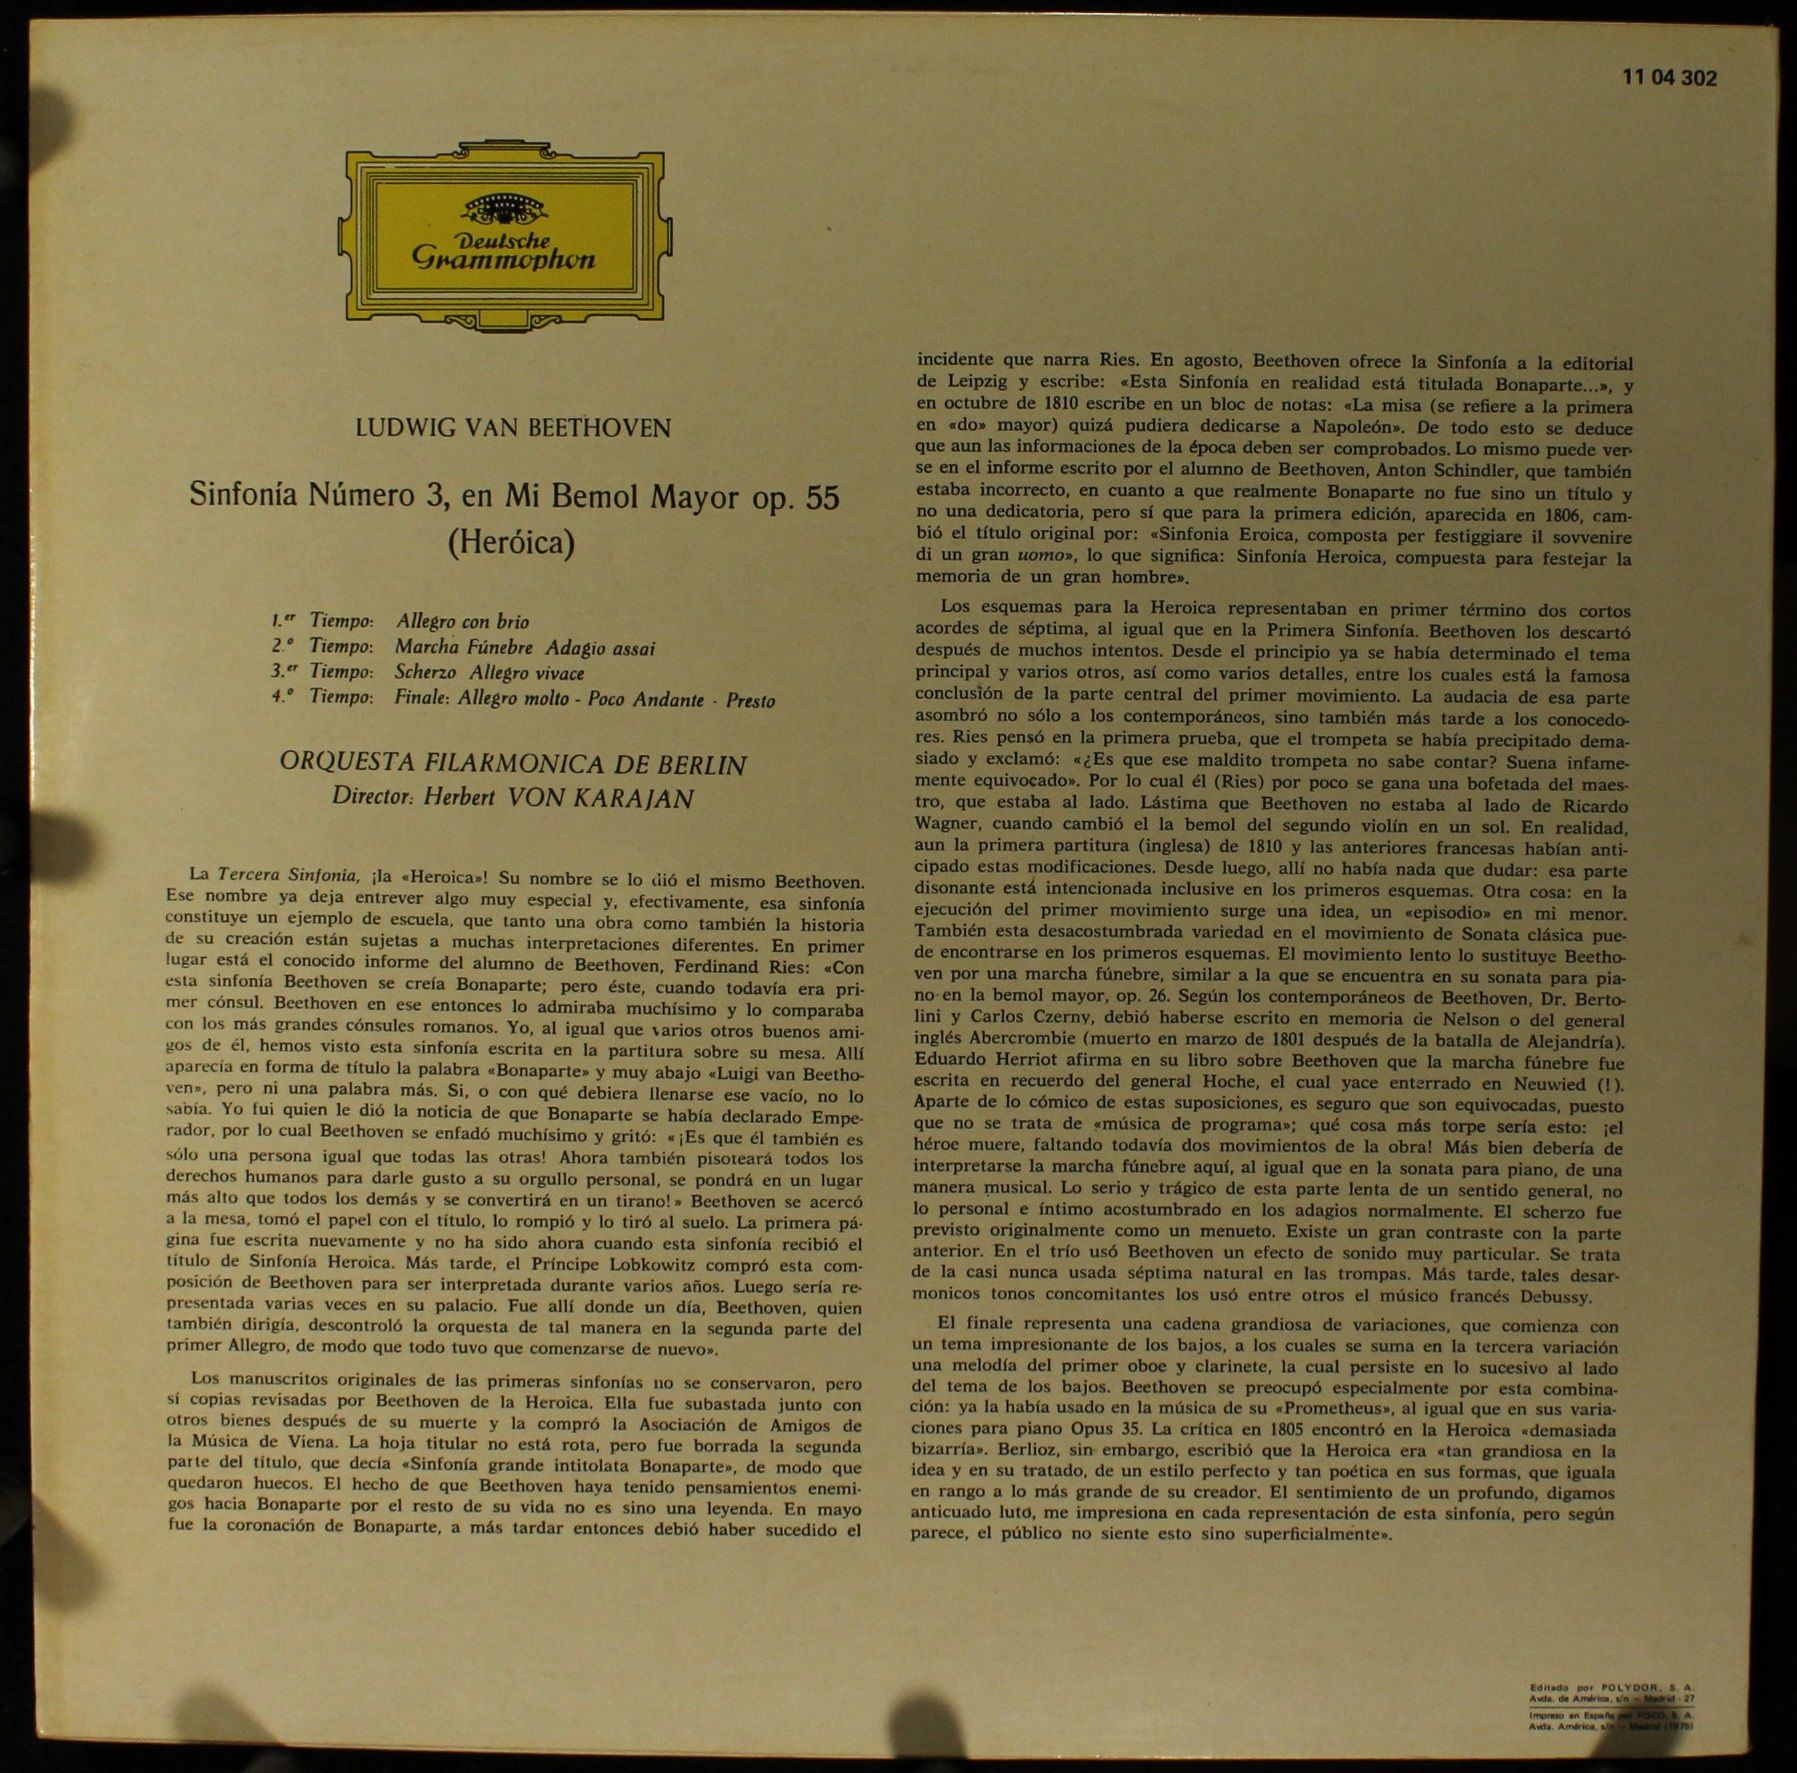 11 04 302
Deutsche
Grammophon
LUDWIG VAN BEETHOVEN
Sinfonía Número 3, en Mi Bemol Mayor op. 55
(Heróica)
1.er Tiempo: Allegro con brio
2.º Tiempo: Marcha Fúnebre Adagio assai
3.er Tiempo: Scherzo Allegro vivace
4.º Tiempo: Finale: Allegro molto - Poco Andante - Presto
ORQUESTA FILARMONICA DE BERLIN
Director: Herbert VON KARAJAN
La Tercera Sinfonía, ¡la «Heroica»! Su nombre se lo dió el mismo Beethoven.
Ese nombre ya deja entrever algo muy especial y, efectivamente, esa sinfonía
constituye un ejemplo de escuela, que tanto una obra como también la historia
de su creación están sujetas a muchas interpretaciones diferentes. En primer
lugar está el conocido informe del alumno de Beethoven, Ferdinand Ries: «Con
esta sinfonía Beethoven se creía Bonaparte; pero éste, cuando todavía era pri-
mer cónsul. Beethoven en ese entonces lo admiraba muchísimo y lo comparaba
con los más grandes cónsules romanos. Yo, al igual que varios otros buenos ami-
gos de él, hemos visto esta sinfonía escrita en la partitura sobre su mesa. Allí
aparecía en forma de título la palabra «Bonaparte» y muy abajo «Luigi van Beetho-
ven», pero ni una palabra más. Si, o con qué debiera llenarse ese vacío, no lo
sabía. Yo fui quien le dió la noticia de que Bonaparte se había declarado Empe-
rador, por lo cual Beethoven se enfadó muchísimo y gritó: «¡Es que él también es
sólo una persona igual que todas las otras! Ahora también pisoteará todos los
derechos humanos para darle gusto a su orgullo personal, se pondrá en un lugar
más alto que todos los demás y se convertirá en un tirano!» Beethoven se acercó
a la mesa, tomó el papel con el título, lo rompió y lo tiró al suelo. La primera pá-
gina fue escrita nuevamente y no ha sido ahora cuando esta sinfonía recibió el
título de Sinfonía Heroica. Más tarde, el Príncipe Lobkowitz compró esta com-
posición de Beethoven para ser interpretada durante varios años. Luego sería re-
presentada varias veces en su palacio. Fue allí donde un día, Beethoven, quien
también dirigía, descontroló la orquesta de tal manera en la segunda parte del
primer Allegro, de modo que todo tuvo que comenzarse de nuevo».
Los manuscritos originales de las primeras sinfonías no se conservaron, pero
sí copias revisadas por Beethoven de la Heroica. Ella fue subastada junto con
otros bienes después de su muerte y la compró la Asociación de Amigos de
la Música de Viena. La hoja titular no está rota, pero fue borrada la segunda
parte del título, que decía «Sinfonía grande intitolata Bonaparte», de modo que
quedaron huecos. El hecho de que Beethoven haya tenido pensamientos enemi-
gos hacia Bonaparte por el resto de su vida no es sino una leyenda. En mayo
fue la coronación de Bonaparte, a más tardar entonces debió haber sucedido el
incidente que narra Ries. En agosto, Beethoven ofrece la Sinfonía a la editorial
de Leipzig y escribe: «Esta Sinfonía en realidad está titulada Bonaparte...», y
en octubre de 1810 escribe en un bloc de notas: «La misa (se refiere a la primera
en «do» mayor) quizá pudiera dedicarse a Napoleón». De todo esto se deduce
que aun las informaciones de la época deben ser comprobados. Lo mismo puede ver-
se en el informe escrito por el alumno de Beethoven, Anton Schindler, que también
estaba incorrecto, en cuanto a que realmente Bonaparte no fue sino un título y
no una dedicatoria, pero sí que para la primera edición, aparecida en 1806, cam-
bió el título original por: «Sinfonia Eroica, composta per festiggiare il sovvenire
di un gran uomo», lo que significa: Sinfonía Heroica, compuesta para festejar la
memoria de un gran hombre».
Los esquemas para la Heroica representaban en primer término dos cortos
acordes de séptima, al igual que en la Primera Sinfonía. Beethoven los descartó
después de muchos intentos. Desde el principio ya se había determinado el tema
principal y varios otros, así como varios detalles, entre los cuales está la famosa
conclusión de la parte central del primer movimiento. La audacia de esa parte
asombró no sólo a los contemporáneos, sino también más tarde a los conocedo-
res. Ries pensó en la primera prueba, que el trompeta se había precipitado dema-
siado y exclamó: «¿Es que ese maldito trompeta no sabe contar? Suena infame-
mente equivocado». Por lo cual él (Ries) por poco se gana una bofetada del maes-
tro, que estaba al lado. Lástima que Beethoven no estaba al lado de Ricardo
Wagner, cuando cambió el la bemol del segundo violín en un sol. En realidad,
aun la primera partitura (inglesa) de 1810 y las anteriores francesas habían anti-
cipado estas modificaciones. Desde luego, allí no había nada que dudar: esa parte
disonante está intencionada inclusive en los primeros esquemas. Otra cosa: en la
ejecución del primer movimiento surge una idea, un «episodio» en mi menor.
También esta desacostumbrada variedad en el movimiento de Sonata clásica pue-
de encontrarse en los primeros esquemas. El movimiento lento lo sustituye Beetho-
ven por una marcha fúnebre, similar a la que se encuentra en su sonata para pia-
no en la bemol mayor, op. 26. Según los contemporáneos de Beethoven, Dr. Berto-
lini y Carlos Czerny, debió haberse escrito en memoria de Nelson o del general
inglés Abercrombie (muerto en marzo de 1801 después de la batalla de Alejandría).
Eduardo Herriot afirma en su libro sobre Beethoven que la marcha fúnebre fue
escrita en recuerdo del general Hoche, el cual yace enterrado en Neuwied (!).
Aparte de lo cómico de estas suposiciones, es seguro que son equivocadas, puesto
que no se trata de «música de programa»; qué cosa más torpe sería esto: ¡el
héroe muere, faltando todavía dos movimientos de la obra! Más bien debería de
interpretarse la marcha fúnebre aquí, al igual que en la sonata para piano, de una
manera musical. Lo serio y trágico de esta parte lenta de un sentido general, no
lo personal e íntimo acostumbrado en los adagios normalmente. El scherzo fue
previsto originalmente como un menueto. Existe un gran contraste con la parte
anterior. En el trío usó Beethoven un efecto de sonido muy particular. Se trata
de la casi nunca usada séptima natural en las trompas. Más tarde, tales desar-
monicos tonos concomitantes los usó entre otros el músico francés Debussy.
El finale representa una cadena grandiosa de variaciones, que comienza con
un tema impresionante de los bajos, a los cuales se suma en la tercera variación
una melodía del primer oboe y clarinete, la cual persiste en lo sucesivo al lado
del tema de los bajos. Beethoven se preocupó especialmente por esta combina-
ción: ya la había usado en la música de su «Prometheus», al igual que en sus varia-
ciones para piano Opus 35. La crítica en 1805 encontró en la Heroica «demasiada
bizarría». Berlioz, sin embargo, escribió que la Heroica era «tan grandiosa en la
idea y en su tratado, de un estilo perfecto y tan poética en sus formas, que iguala
en rango a lo más grande de su creador. El sentimiento de un profundo, digamos
anticuado luto, me impresiona en cada representación de esta sinfonía, pero según
parece, el público no siente esto sino superficialmente».
Editado por POLYDOR, S. A.
Avda. de América, s/n - Madrid - 27
Impreso en España por FOCO, S. A.
Avda. América, s/n - Madrid (1976)